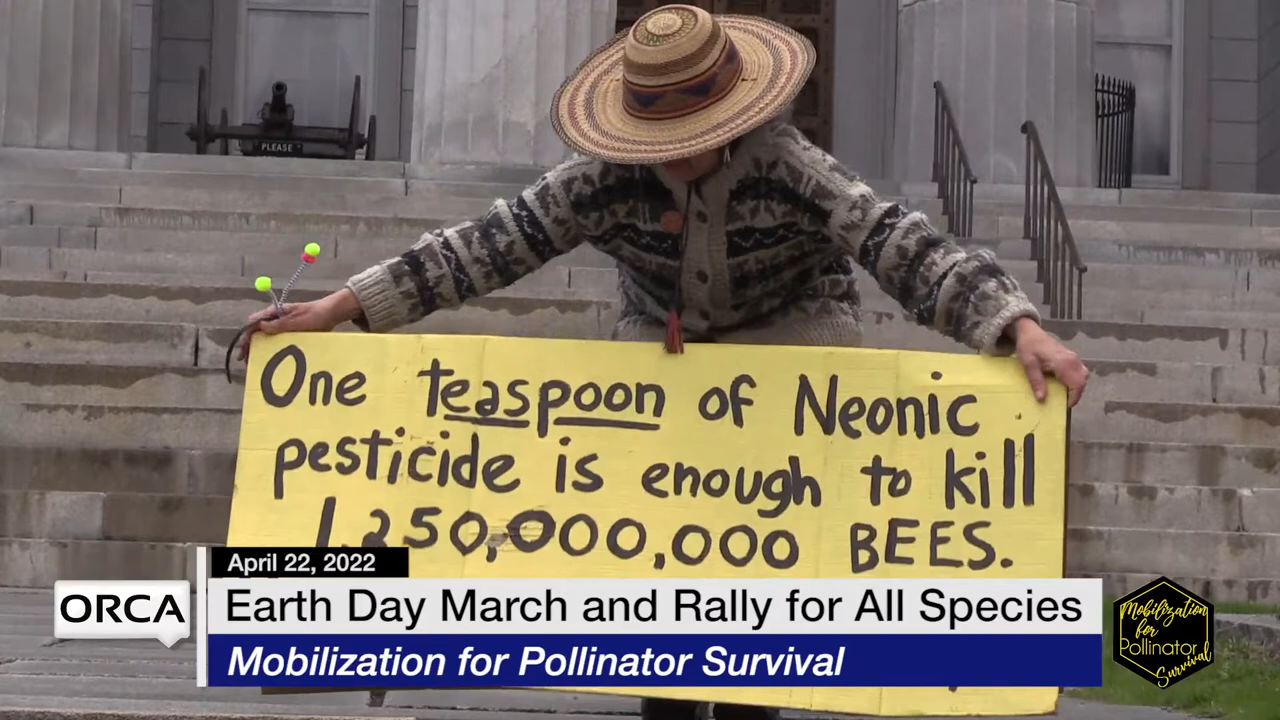 PLEASE
One teaspoon of Neonic
pesticide is enough to kill
1,250,000,000 BEES.
April 22, 2022
ORCA
Earth Day March and Rally for All Species
Mobilization for Pollinator Survival
Mobilization
for
Pollinator
Survival